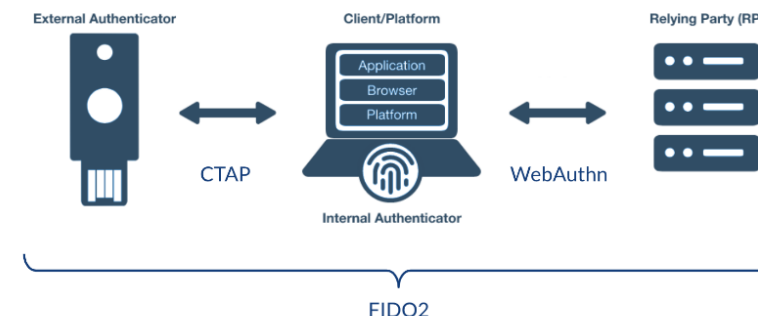 External Authenticator
Client/Platform
Relying Party (RP
Application
Browser
Platform
CTAP
WebAuthn
Internal Authenticator
FIDO2